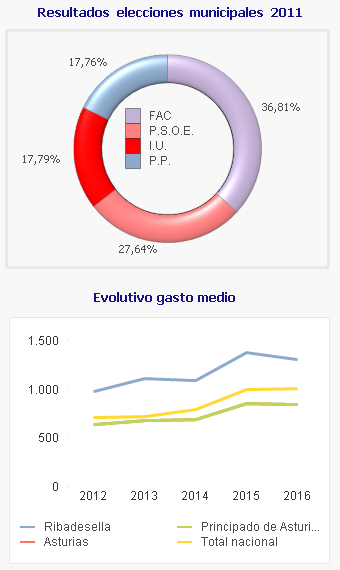 Resultados elecciones municipales 2011
17,76%
36,81%
FAC
P.S.O.E.
I.U.
P.P.
17,79%
27,64%
Evolutivo gasto medio
1.500
1.000
500
0
2012 2013 2014 2015 2016
Ribadesella Principado de Asturi...
Asturias Total nacional